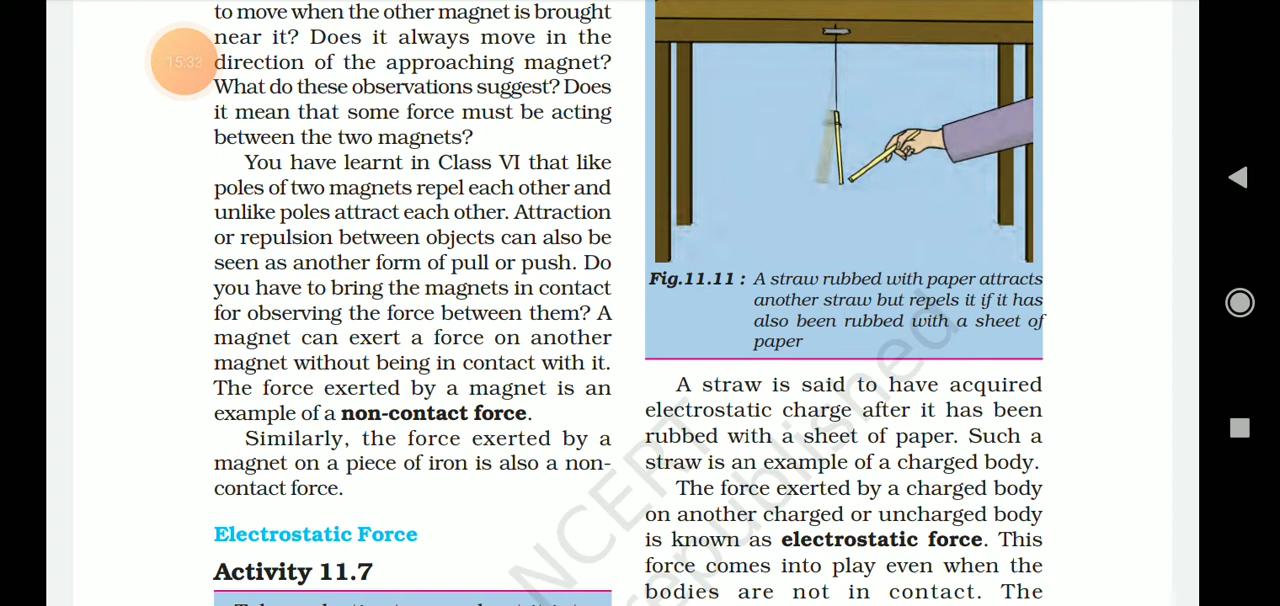 to move when the other magnet is brought
near it? Does it always move in the
direction of the approaching magnet?
What do these observations suggest? Does
it mean that some force must be acting
between the two magnets?
You have learnt in Class VI that like
poles of two magnets repel each other and
unlike poles attract each other. Attraction
or repulsion between objects can also be
seen as another form of pull or push. Do
you have to bring the magnets in contact
for observing the force between them? A
magnet can exert a force on another
magnet without being in contact with it.
The force exerted by a magnet is an
example of a non-contact force.
Similarly, the force exerted by a
magnet on a piece of iron is also a non-
contact force.
Electrostatic Force
Activity 11.7
15:33
Fig.11.11 : A straw rubbed with paper attracts
another straw but repels it if it has
also been rubbed with a sheet of
paper
A straw is said to have acquired
electrostatic charge after it has been
rubbed with a sheet of paper. Such a
straw is an example of a charged body.
The force exerted by a charged body
on another charged or uncharged body
is known as electrostatic force. This
force comes into play even when the
bodies are not in contact. The
NCERT
republished